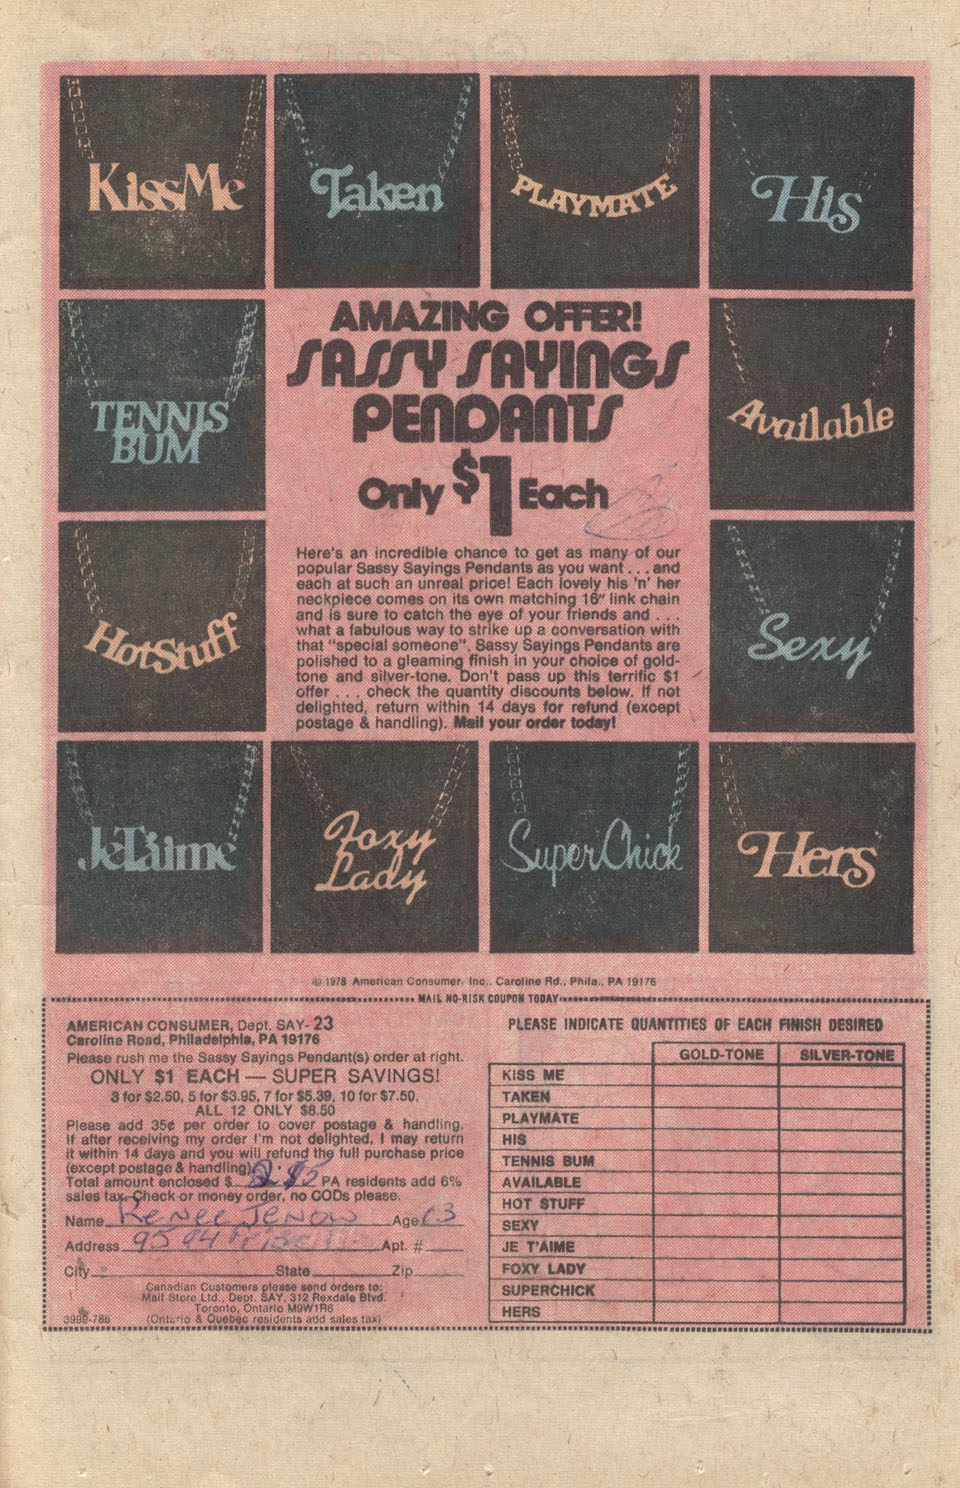 KissMe
Taken
PLAYMATE
His
TENNIS
BUM
AMAZING OFFER!
SASSY SAYINGS
PENDANTS
Only $1 Each
Available
HotStuff
Sexy
Here's an incredible chance to get as many of our
popular Sassy Sayings Pendants as you want . . . and
each at such an unreal price! Each lovely his 'n' her
neckpiece comes on its own matching 16" link chain
and is sure to catch the eye of your friends and . . .
what a fabulous way to strike up a conversation with
that "special someone". Sassy Sayings Pendants are
polished to a gleaming finish in your choice of gold-
tone and silver-tone. Don't pass up this terrific $1
offer . . . check the quantity discounts below. If not
delighted, return within 14 days for refund (except
postage & handling). Mail your order today!
JeT'aime
Foxy
Lady
SuperChick
Hers
© 1978 American Consumer, Inc., Caroline Rd., Phila., PA 19176
MAIL NO-RISK COUPON TODAY
AMERICAN CONSUMER, Dept. SAY-23
Caroline Road, Philadelphia, PA 19176
Please rush me the Sassy Sayings Pendant(s) order at right.
ONLY $1 EACH — SUPER SAVINGS!
3 for $2.50, 5 for $3.95, 7 for $5.39, 10 for $7.50,
ALL 12 ONLY $8.50
Please add 35¢ per order to cover postage & handling.
If after receiving my order I'm not delighted, I may return
it within 14 days and you will refund the full purchase price
(except postage & handling).
Total amount enclosed $ PA residents add 6%
sales tax. Check or money order, no CODs please.
Name Renee Jenow Age 13
Address 9594 Apt. #
City State Zip
Canadian Customers please send orders to:
Mail Store Ltd., Dept. SAY, 312 Rexdale Blvd.
Toronto, Ontario M9W1R6
3999-786 (Ontario & Quebec residents add sales tax)
PLEASE INDICATE QUANTITIES OF EACH FINISH DESIRED
GOLD-TONE SILVER-TONE
KISS ME
TAKEN
PLAYMATE
HIS
TENNIS BUM
AVAILABLE
HOT STUFF
SEXY
JE T'AIME
FOXY LADY
SUPERCHICK
HERS